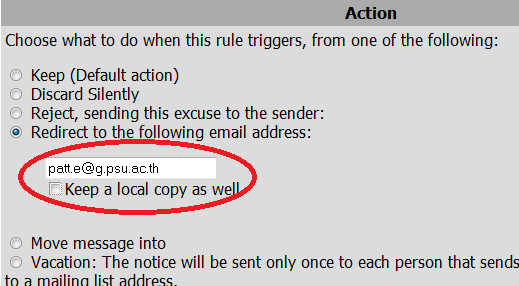 Action
Choose what to do when this rule triggers, from one of the following:
Keep (Default action)
Discard Silently
Reject, sending this excuse to the sender:
Redirect to the following email address:
patt.e@g.psu.ac.th
Keep a local copy as well
Move message into
Vacation: The notice will be sent only once to each person that sends
to a mailing list address.